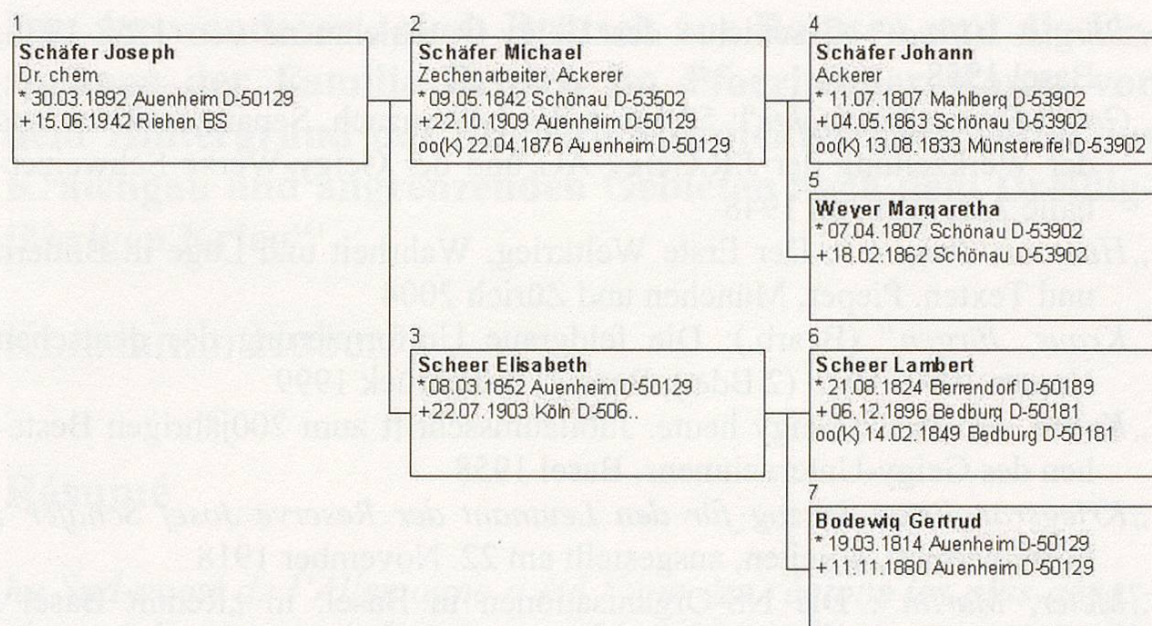 1
Schäfer Joseph
Dr. chem.
* 30.03.1892 Auenheim D-50129
+15.06.1942 Riehen BS
2
Schäfer Michael
Zechenarbeiter, Ackerer
* 09.05.1842 Schönau D-53502
+22.10.1909 Auenheim D-50129
oo(k) 22.04.1876 Auenheim D-50129
4
Schäfer Johann
Ackerer
* 11.07.1807 Mahlberg D-53902
+04.05.1863 Schönau D-53902
oo(k) 13.08.1833 Münstereifel D-53902
5
Weyer Margaretha
* 07.04.1807 Schönau D-53902
+18.02.1862 Schönau D-53902
3
Scheer Elisabeth
* 08.03.1852 Auenheim D-50129
+22.07.1903 Köln D-506..
6
Scheer Lambert
* 21.08.1824 Berrendorf D-50189
+06.12.1896 Bedburg D-50181
oo(k) 14.02.1849 Bedburg D-50181
7
Bodewig Gertrud
* 19.03.1814 Auenheim D-50129
+11.11.1880 Auenheim D-50129